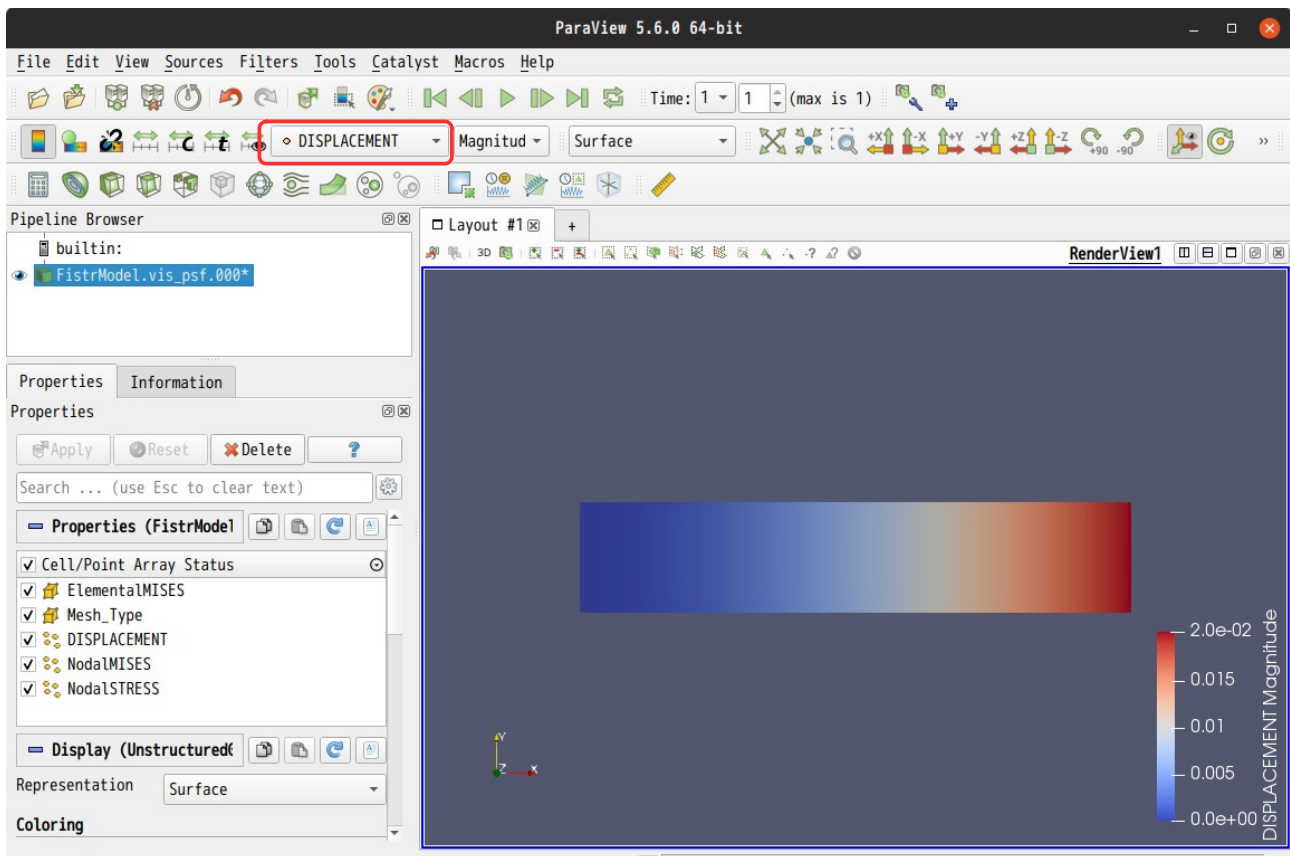 ParaView 5.6.0 64-bit
File Edit View Sources Filters Tools Catalyst Macros Help
Time: 1 1 (max is 1)
DISPLACEMENT Magnitud Surface +X -X +Y -Y +Z -Z +90 -90 »
Pipeline Browser
builtin:
FistrModel.vis_psf.000*
Layout #1 +
3D RenderView1
Properties Information
Properties
Apply Reset Delete ?
Search ... (use Esc to clear text)
Properties (FistrModel
Cell/Point Array Status
ElementalMISES
Mesh_Type
DISPLACEMENT
NodalMISES
NodalSTRESS
Display (Unstructured
Representation Surface
Coloring
Y
Z X
2.0e-02
0.015
0.01
0.005
0.0e+00
DISPLACEMENT Magnitude